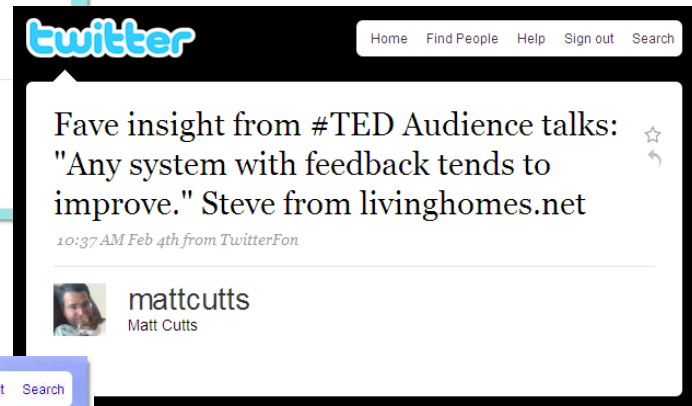 twitter
Home Find People Help Sign out Search
Fave insight from #TED Audience talks:
"Any system with feedback tends to
improve." Steve from livinghomes.net
10:37 AM Feb 4th from TwitterFon
mattcutts
Matt Cutts
Search